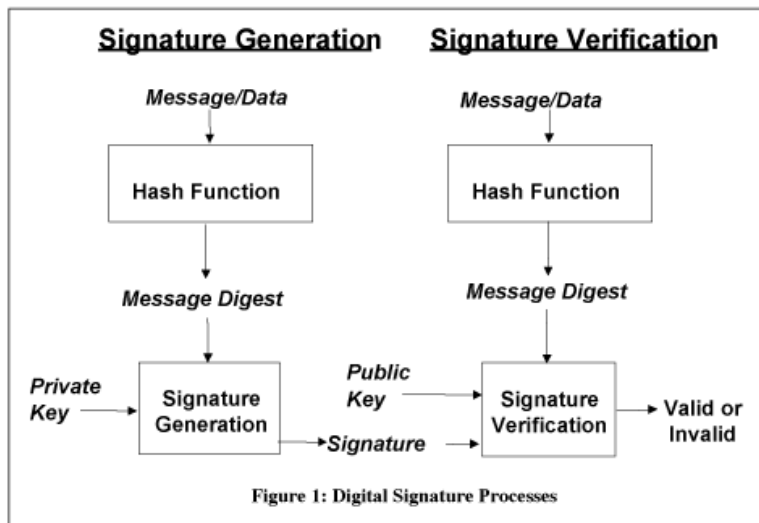 Signature Generation
Signature Verification
Message/Data
Message/Data
Hash Function
Hash Function
Message Digest
Message Digest
Private
Key
Signature
Generation
Public
Key
Signature
Verification
Valid or
Invalid
Signature
Figure 1: Digital Signature Processes